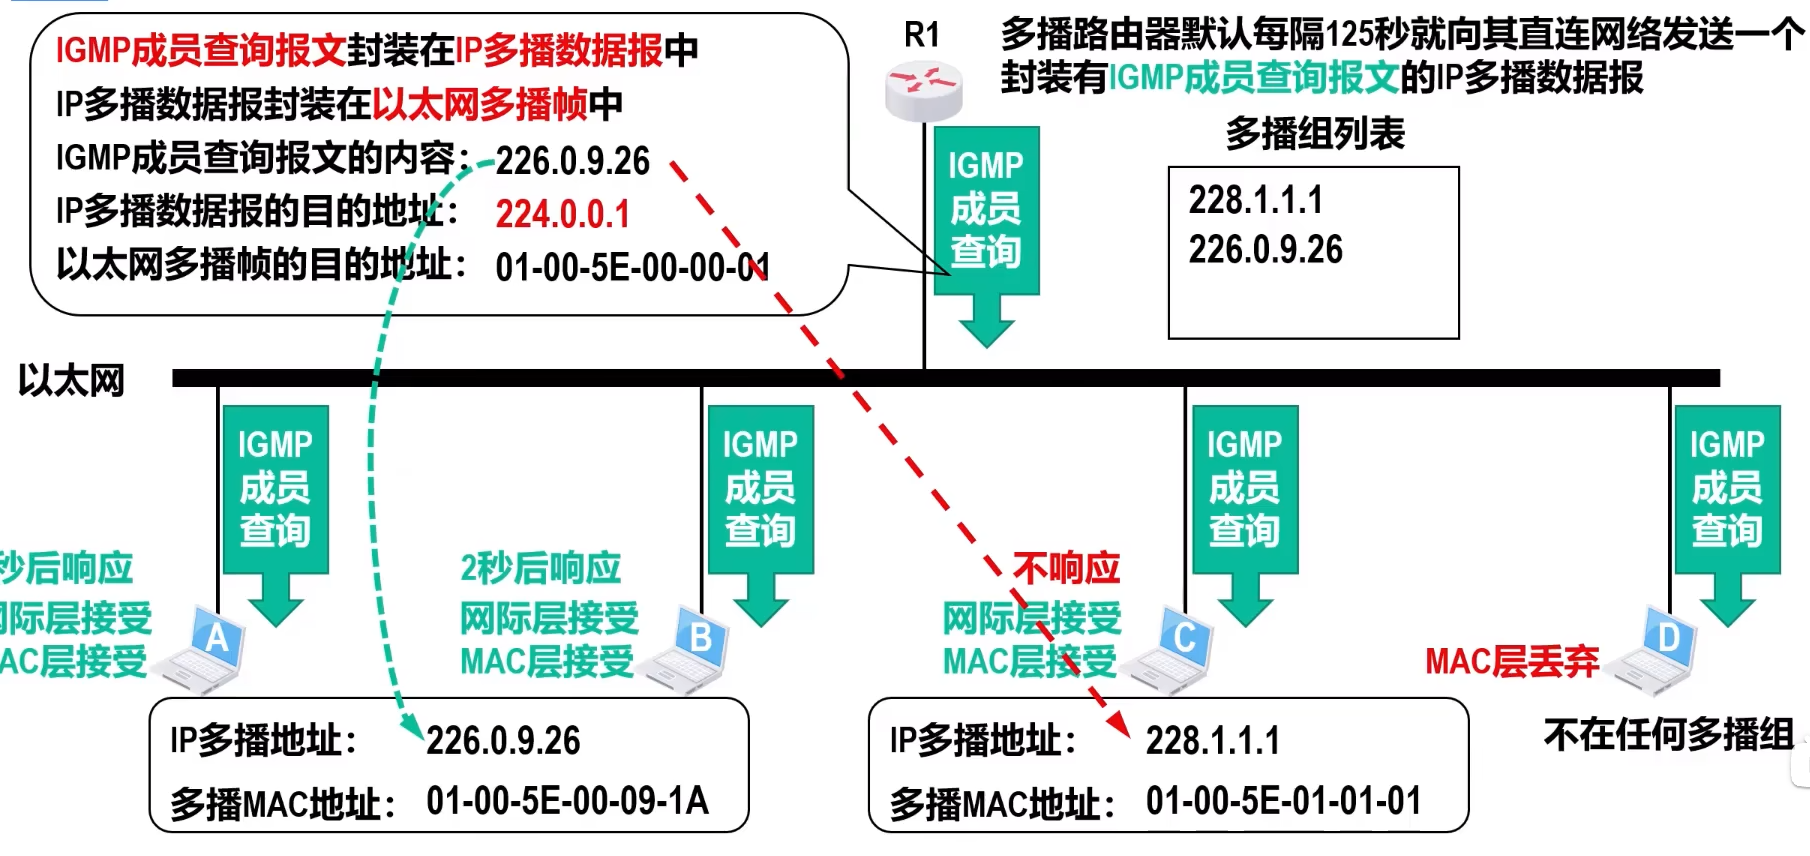 IGMP成员查询报文封装在IP多播数据报中
IP多播数据报封装在以太网多播帧中
IGMP成员查询报文的内容： 226.0.9.26
IP多播数据报的目的地址： 224.0.0.1
以太网多播帧的目的地址： 01-00-5E-00-00-01
R1
多播路由器默认每隔125秒就向其直连网络发送一个
封装有IGMP成员查询报文的IP多播数据报
多播组列表
228.1.1.1
226.0.9.26
IGMP
成员
查询
以太网
IGMP
成员
查询
秒后响应
网际层接受
MAC层接受
A
IGMP
成员
查询
2秒后响应
网际层接受
MAC层接受
B
IP多播地址： 226.0.9.26
多播MAC地址： 01-00-5E-00-09-1A
IGMP
成员
查询
不响应
网际层接受
MAC层接受
C
IP多播地址： 228.1.1.1
多播MAC地址： 01-00-5E-01-01-01
IGMP
成员
查询
MAC层丢弃
D
不在任何多播组